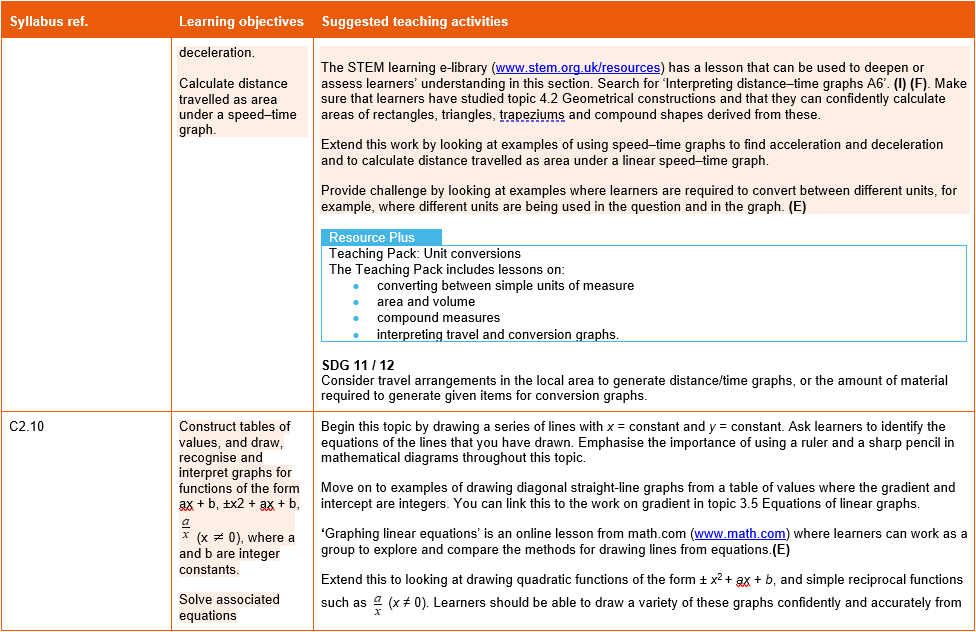 Syllabus ref. Learning objectives Suggested teaching activities
deceleration.
Calculate distance
travelled as area
under a speed–time
graph.
The STEM learning e-library (www.stem.org.uk/resources) has a lesson that can be used to deepen or
assess learners’ understanding in this section. Search for ‘Interpreting distance–time graphs A6’. (I) (F). Make
sure that learners have studied topic 4.2 Geometrical constructions and that they can confidently calculate
areas of rectangles, triangles, trapeziums and compound shapes derived from these.
Extend this work by looking at examples of using speed–time graphs to find acceleration and deceleration
and to calculate distance travelled as area under a linear speed–time graph.
Provide challenge by looking at examples where learners are required to convert between different units, for
example, where different units are being used in the question and in the graph. (E)
Resource Plus
Teaching Pack: Unit conversions
The Teaching Pack includes lessons on:
• converting between simple units of measure
• area and volume
• compound measures
• interpreting travel and conversion graphs.
SDG 11 / 12
Consider travel arrangements in the local area to generate distance/time graphs, or the amount of material
required to generate given items for conversion graphs.
C2.10
Construct tables of
values, and draw,
recognise and
interpret graphs for
functions of the form
ax + b, ±x2 + ax + b,
a/x (x ≠ 0), where a
and b are integer
constants.
Solve associated
equations
Begin this topic by drawing a series of lines with x = constant and y = constant. Ask learners to identify the
equations of the lines that you have drawn. Emphasise the importance of using a ruler and a sharp pencil in
mathematical diagrams throughout this topic.
Move on to examples of drawing diagonal straight-line graphs from a table of values where the gradient and
intercept are integers. You can link this to the work on gradient in topic 3.5 Equations of linear graphs.
‘Graphing linear equations’ is an online lesson from math.com (www.math.com) where learners can work as a
group to explore and compare the methods for drawing lines from equations.(E)
Extend this to looking at drawing quadratic functions of the form ± x² + ax + b, and simple reciprocal functions
such as a/x (x ≠ 0). Learners should be able to draw a variety of these graphs confidently and accurately from